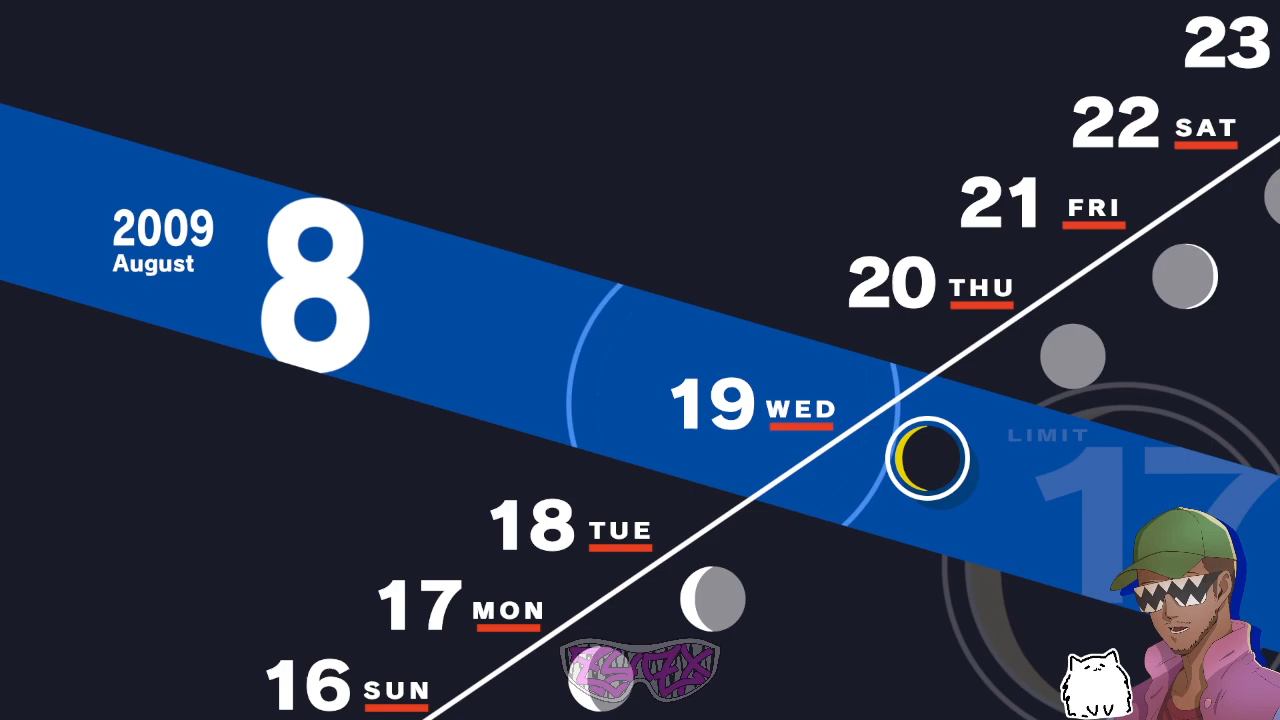 23
22 SAT
21 FRI
20 THU
2009
August
8
19 WED
LIMIT
17
18 TUE
17 MON
16 SUN